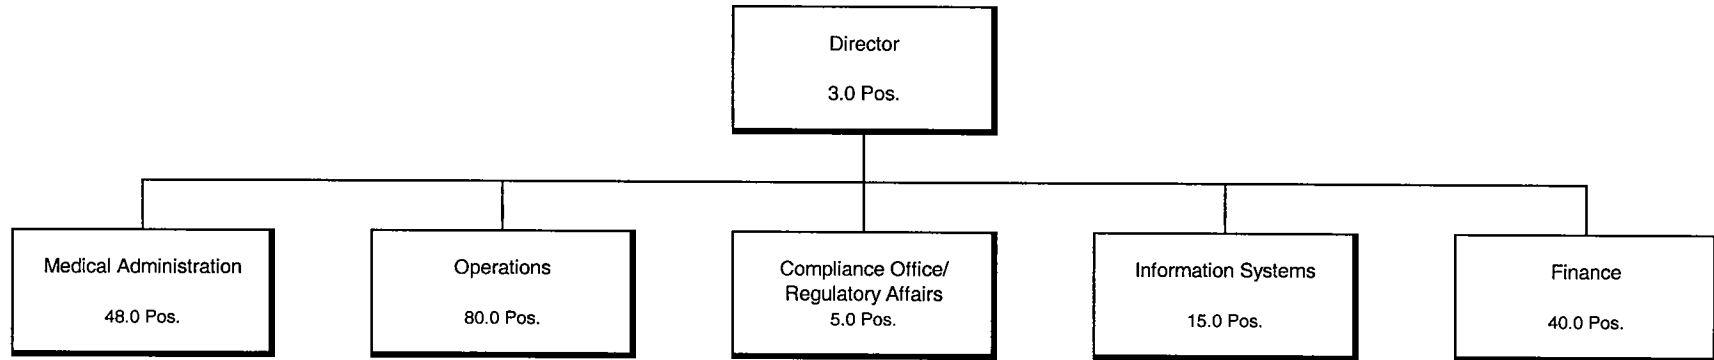 Director
3.0 Pos.
Medical Administration
48.0 Pos.
Operations
80.0 Pos.
Compliance Office/
Regulatory Affairs
5.0 Pos.
Information Systems
15.0 Pos.
Finance
40.0 Pos.